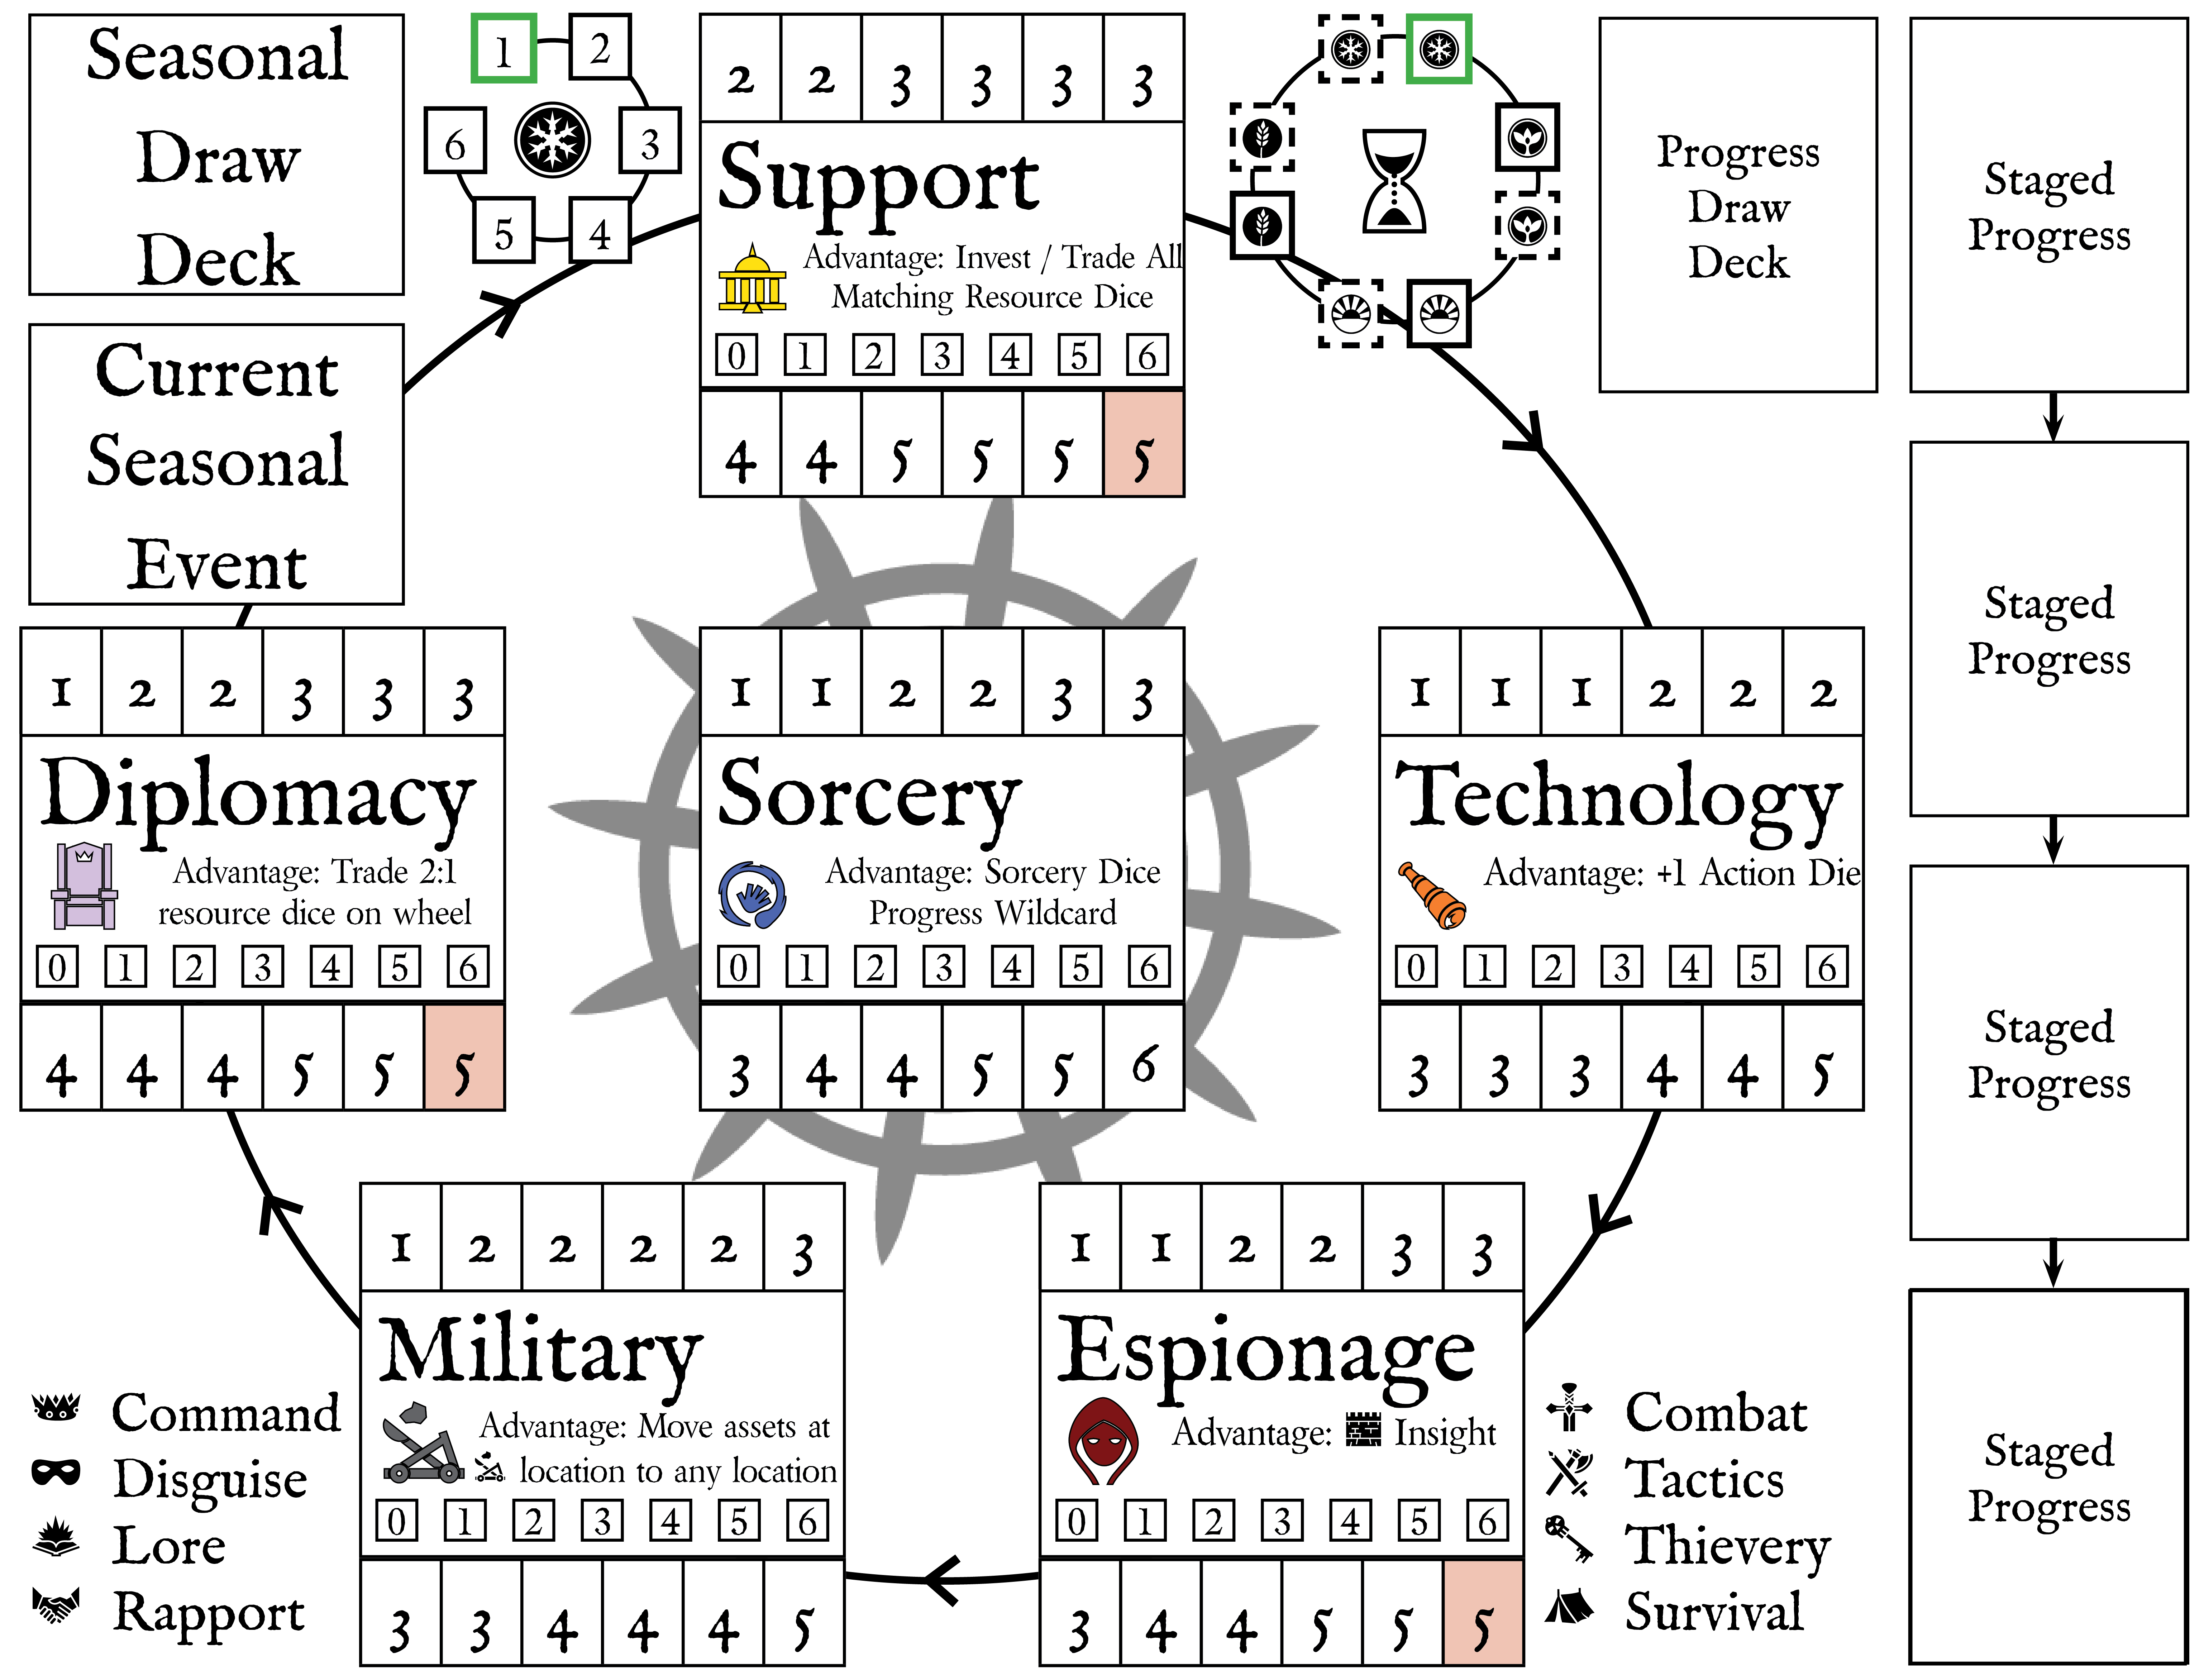 Seasonal
Draw
Deck
1
2
6
3
5
4
Current
Seasonal
Event
2 2 3 3 3 3
Support
Advantage: Invest / Trade All
Matching Resource Dice
0 1 2 3 4 5 6
4 4 5 5 5 5
Progress
Draw
Deck
Staged
Progress
Staged
Progress
Staged
Progress
Staged
Progress
1 2 2 3 3 3
Diplomacy
Advantage: Trade 2:1
resource dice on wheel
0 1 2 3 4 5 6
4 4 4 5 5 5
1 1 2 2 3 3
Sorcery
Advantage: Sorcery Dice
Progress Wildcard
0 1 2 3 4 5 6
3 4 4 5 5 6
1 1 1 2 2 2
Technology
Advantage: +1 Action Die
0 1 2 3 4 5 6
3 3 3 4 4 5
1 2 2 2 2 3
Military
Advantage: Move assets at
location to any location
0 1 2 3 4 5 6
3 3 4 4 4 5
1 1 2 2 3 3
Espionage
Advantage: Insight
0 1 2 3 4 5 6
3 4 4 5 5 5
Command
Disguise
Lore
Rapport
Combat
Tactics
Thievery
Survival